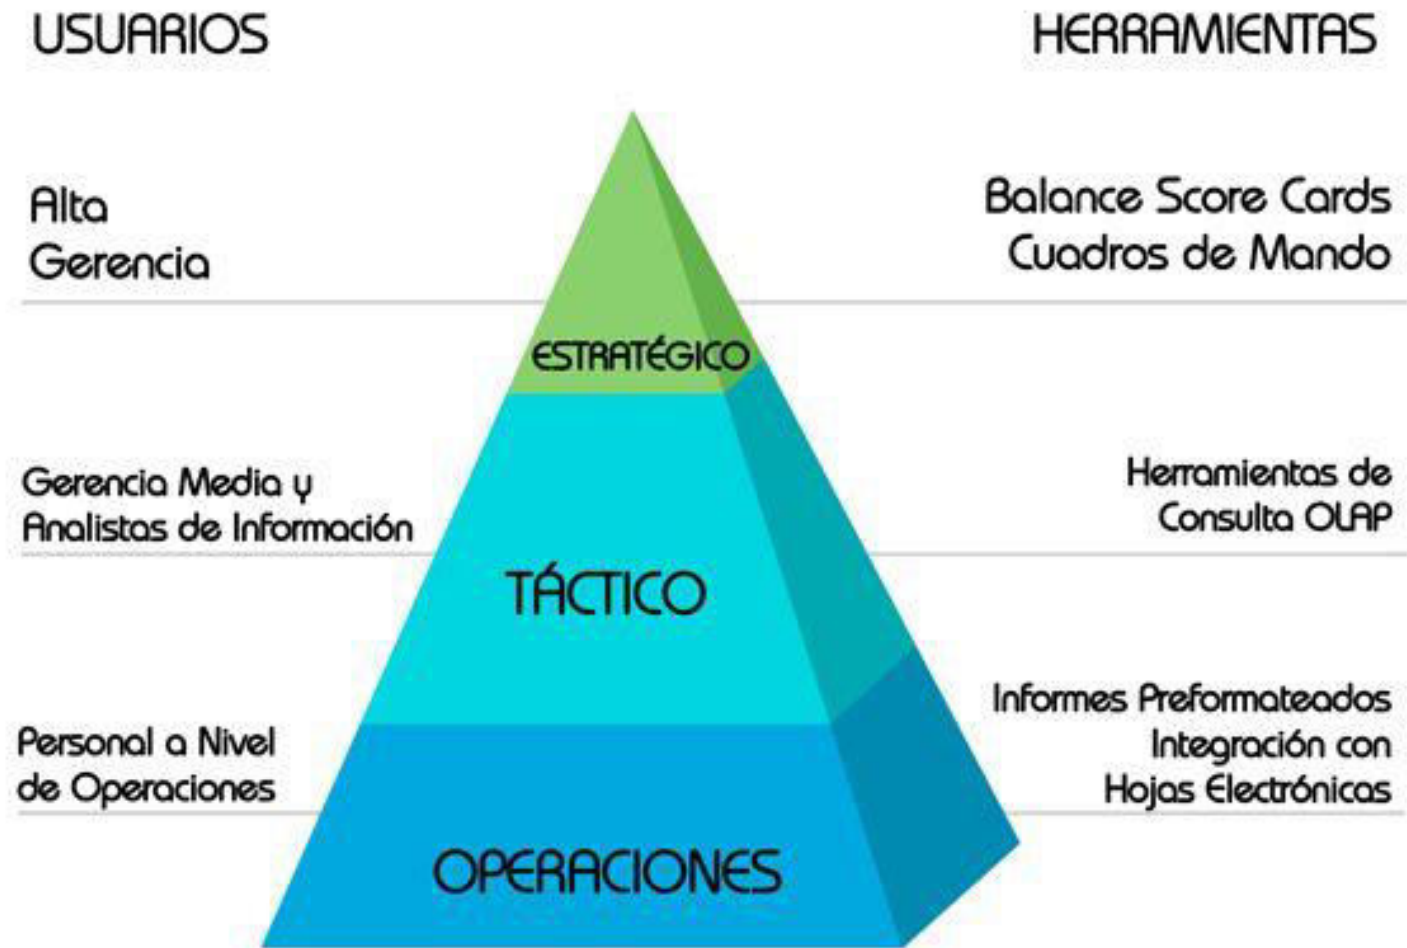 USUARIOS
HERRAMIENTAS
Alta
Gerencia
Balance Score Cards
Cuadros de Mando
ESTRATÉGICO
Gerencia Media y
Analistas de Información
Herramientas de
Consulta OLAP
TÁCTICO
Personal a Nivel
de Operaciones
Informes Preformateados
Integración con
Hojas Electrónicas
OPERACIONES